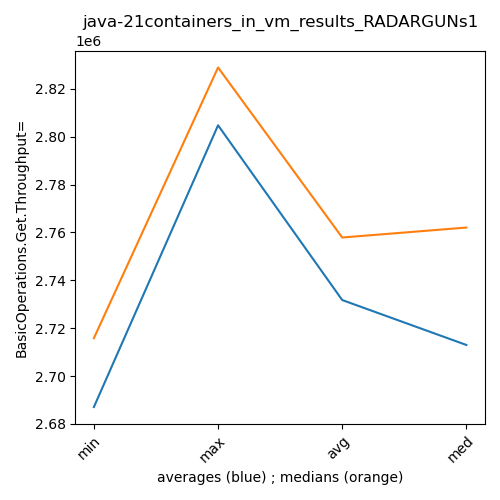 java-21containers_in_vm_results_RADARGUNs1
1e6
BasicOperations.Get.Throughput=
2.82
2.80
2.78
2.76
2.74
2.72
2.70
2.68
min
max
avg
med
averages (blue) ; medians (orange)